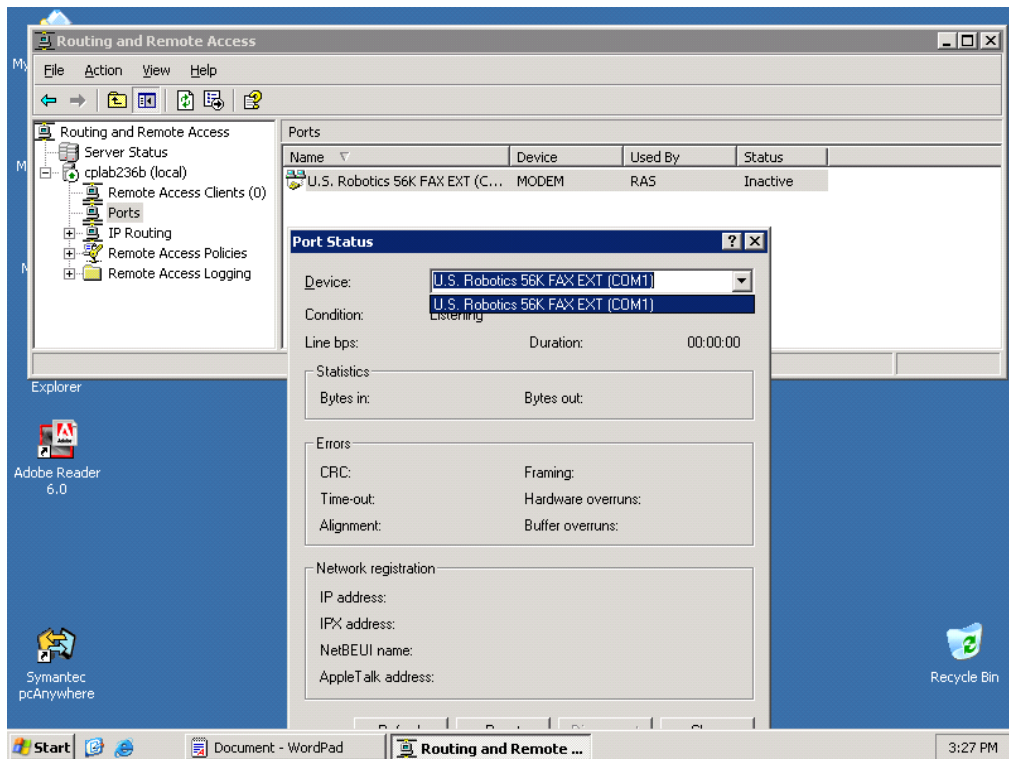 Routing and Remote Access
My
File Action View Help
Routing and Remote Access
Server Status
cplab236b (local)
Remote Access Clients (0)
Ports
IP Routing
Remote Access Policies
Remote Access Logging
Ports
Name Device Used By Status
U.S. Robotics 56K FAX EXT (C... MODEM RAS Inactive
Port Status
Device: U.S. Robotics 56K FAX EXT (COM1)
U.S. Robotics 56K FAX EXT (COM1)
Condition: Listening
Line bps: Duration: 00:00:00
Statistics
Bytes in: Bytes out:
Errors
CRC: Framing:
Time-out: Hardware overruns:
Alignment: Buffer overruns:
Network registration
IP address:
IPX address:
NetBEUI name:
AppleTalk address:
Explorer
Adobe Reader
6.0
Symantec
pcAnywhere
Recycle Bin
Start Document - WordPad Routing and Remote ... 3:27 PM